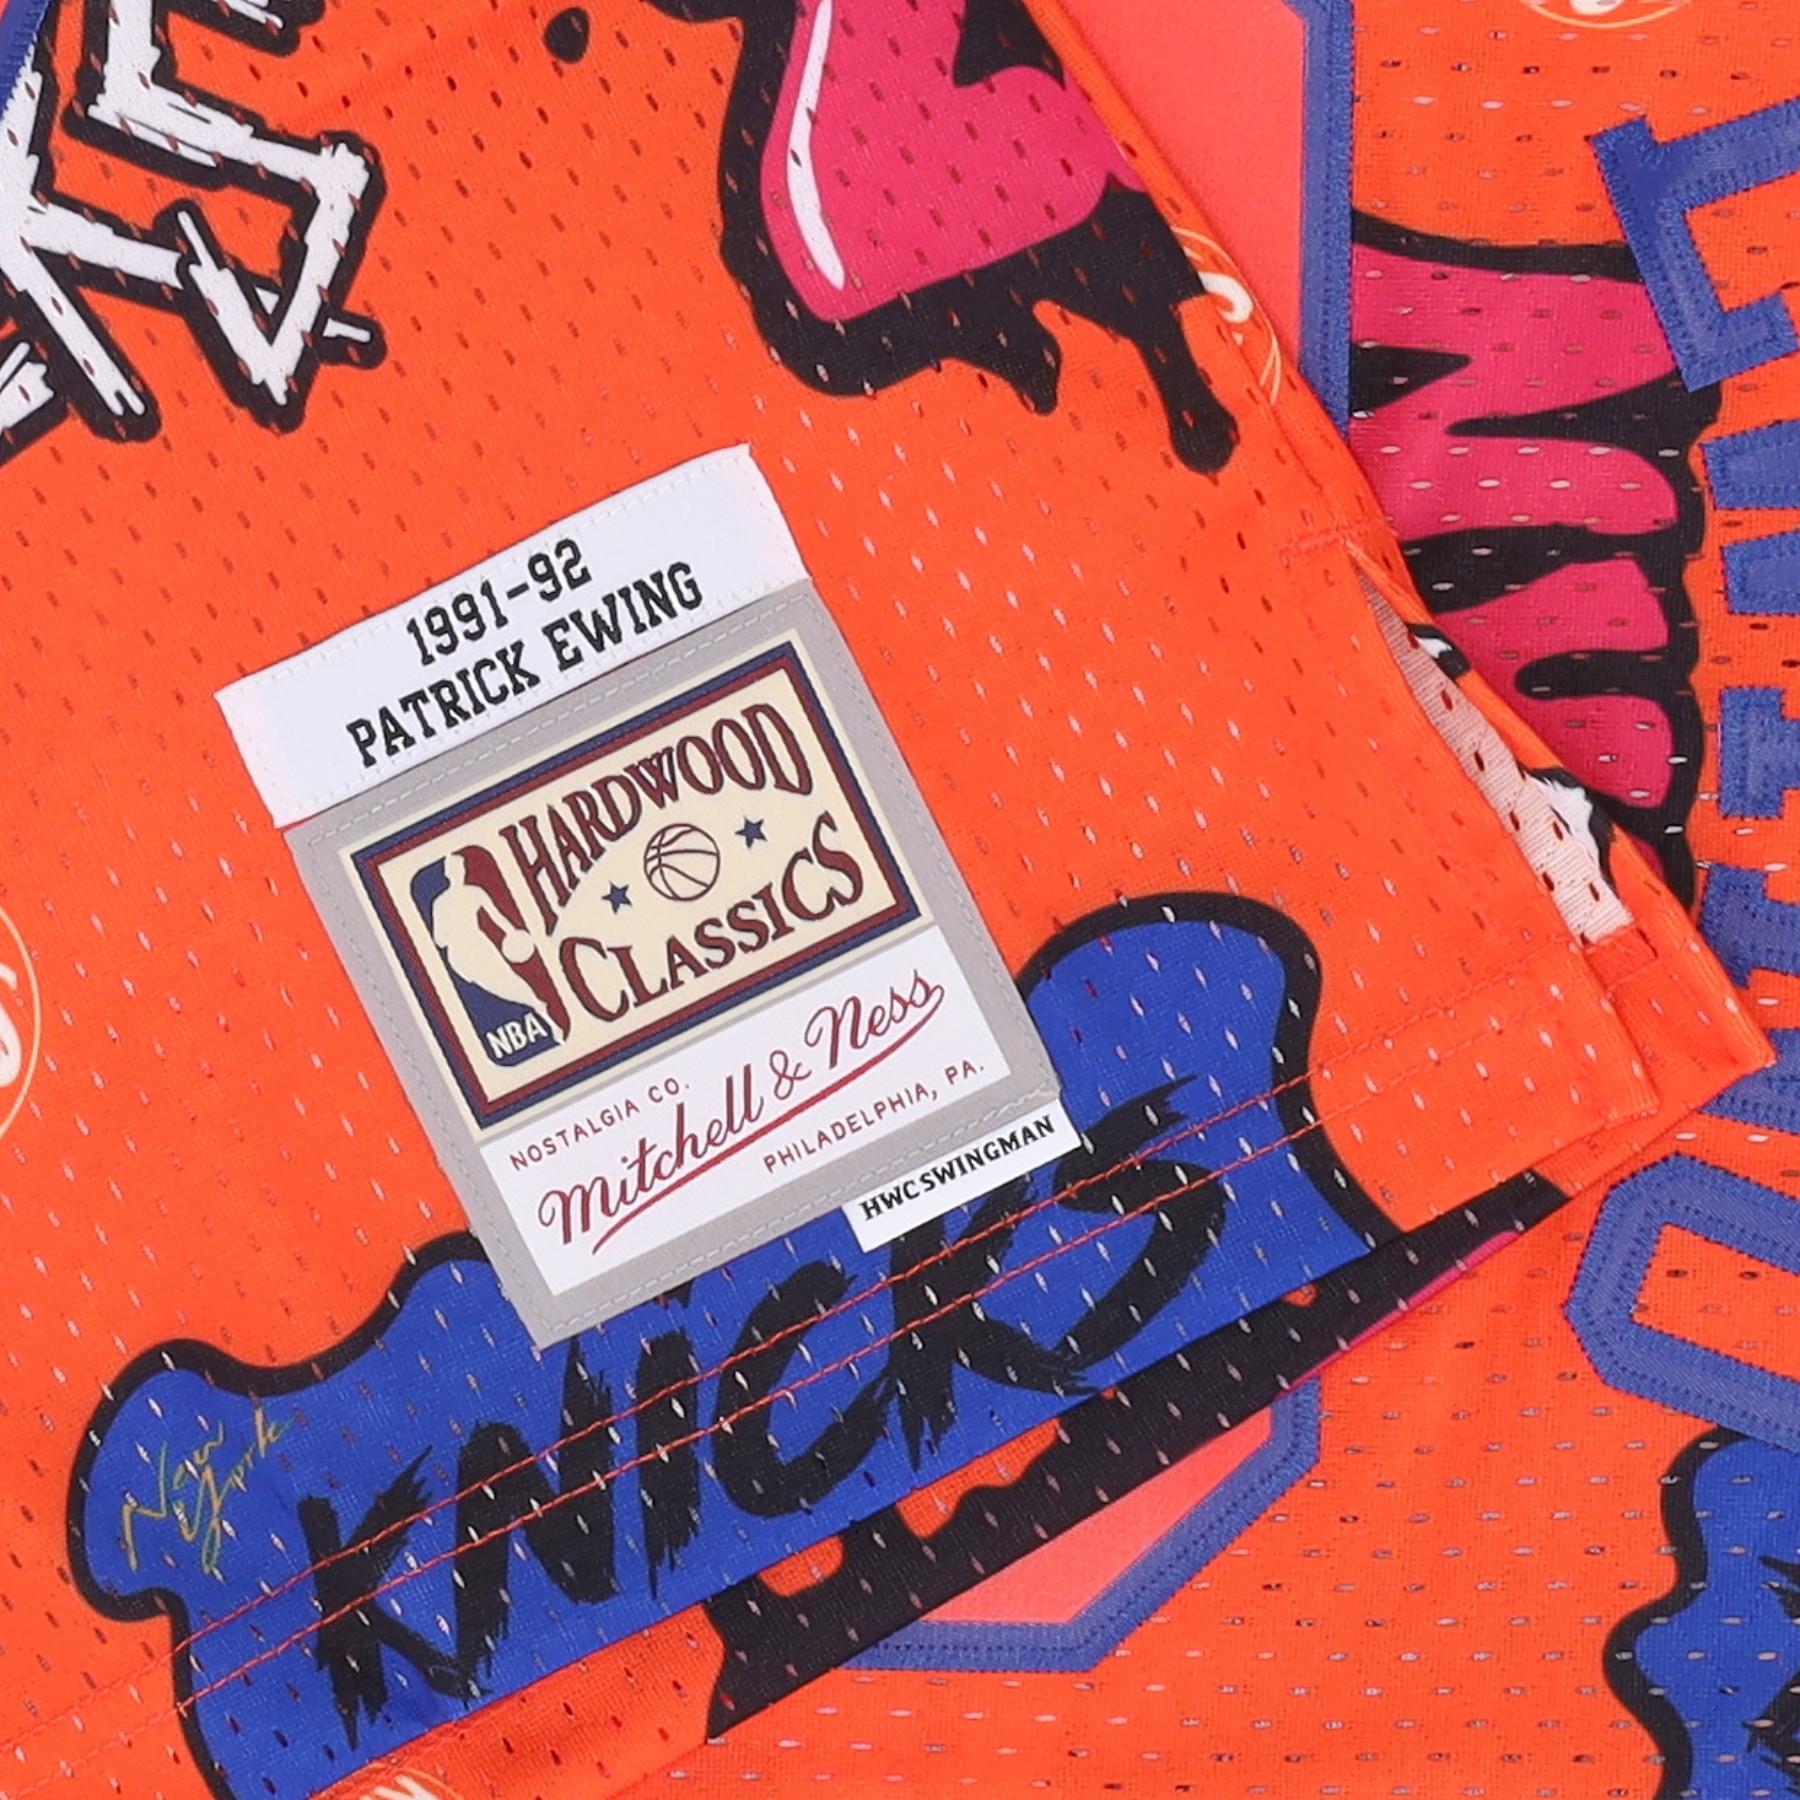 1991-92
PATRICK EWING
HARDWOOD
CLASSICS
NBA
NOSTALGIA CO.
Mitchell & Ness
PHILADELPHIA, PA.
HWC SWINGMAN
New
York
KNICKS